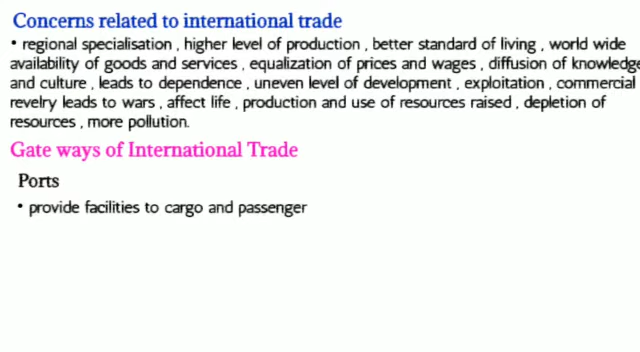 Concerns related to international trade
• regional specialisation , higher level of production , better standard of living , world wide
availability of goods and services , equalization of prices and wages , diffusion of knowledge
and culture , leads to dependence , uneven level of development , exploitation , commercial
revelry leads to wars , affect life , production and use of resources raised , depletion of
resources , more pollution.
Gate ways of International Trade
Ports
• provide facilities to cargo and passenger